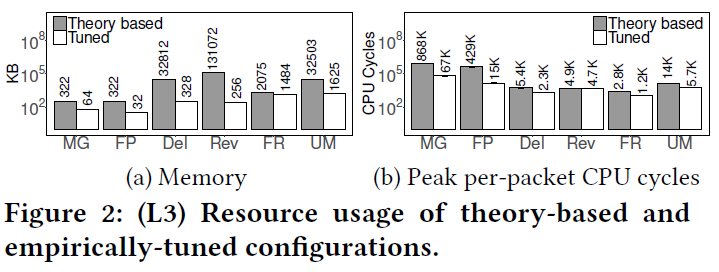 Theory based
Tuned
KB
10^8
10^5
10^2
322
64
322
32
32812
328
131072
256
2075
1484
32503
1625
MG FP Del Rev FR UM
(a) Memory
Theory based
Tuned
CPU Cycles
10^8
10^5
10^2
868K
67K
429K
15K
5.4K
2.3K
4.9K
4.7K
2.8K
1.2K
14K
5.7K
MG FP Del Rev FR UM
(b) Peak per-packet CPU cycles
Figure 2: (L3) Resource usage of theory-based and
empirically-tuned configurations.